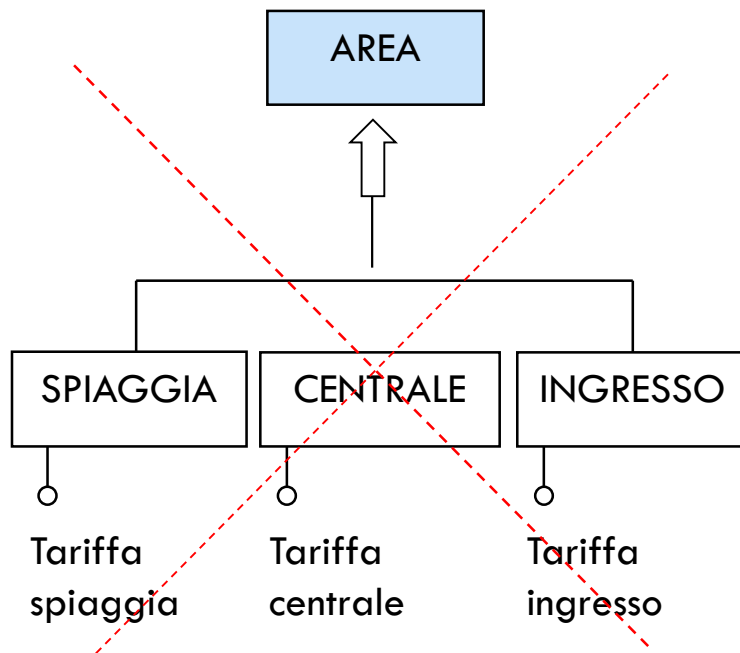 AREA
SPIAGGIA
CENTRALE
INGRESSO
Tariffa
spiaggia
Tariffa
centrale
Tariffa
ingresso